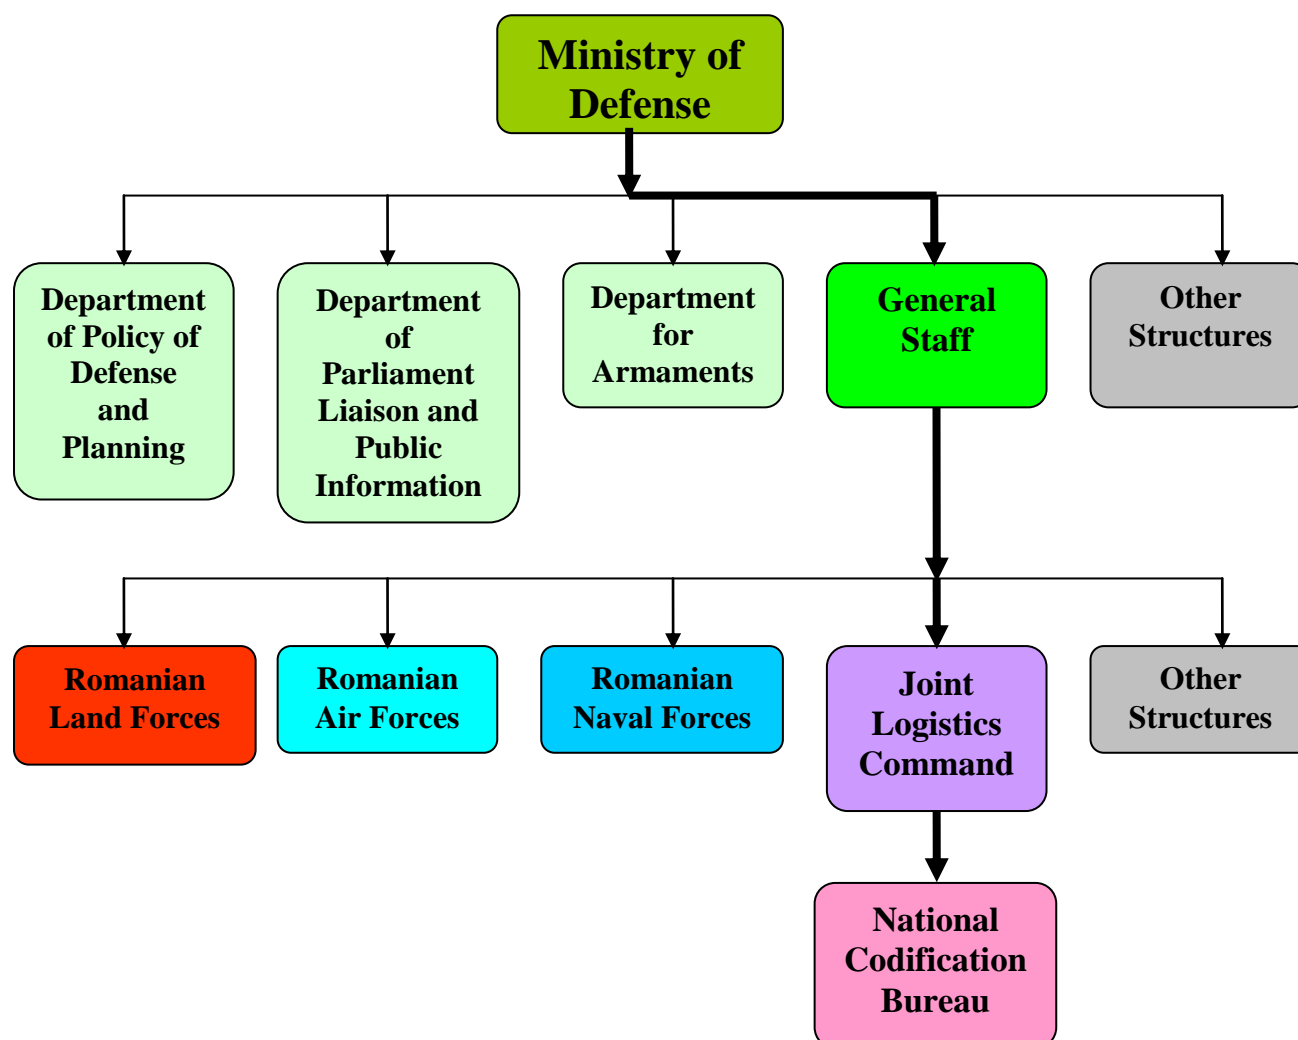 Ministry of
Defense
Department
of Policy of
Defense
and
Planning
Department
of
Parliament
Liaison and
Public
Information
Department
for
Armaments
General
Staff
Other
Structures
Romanian
Land Forces
Romanian
Air Forces
Romanian
Naval Forces
Joint
Logistics
Command
Other
Structures
National
Codification
Bureau